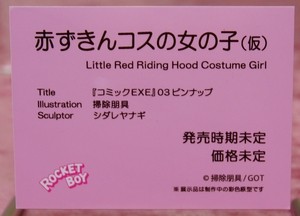 赤ずきんコスの女の子(仮)
Little Red Riding Hood Costume Girl
Title 『コミックEXE』03ピンナップ
Illustration 掃除朋具
Sculptor シダレヤナギ
発売時期未定
価格未定
© 掃除朋具/GOT
※展示品は制作中の彩色原型です
ROCKET
BOY